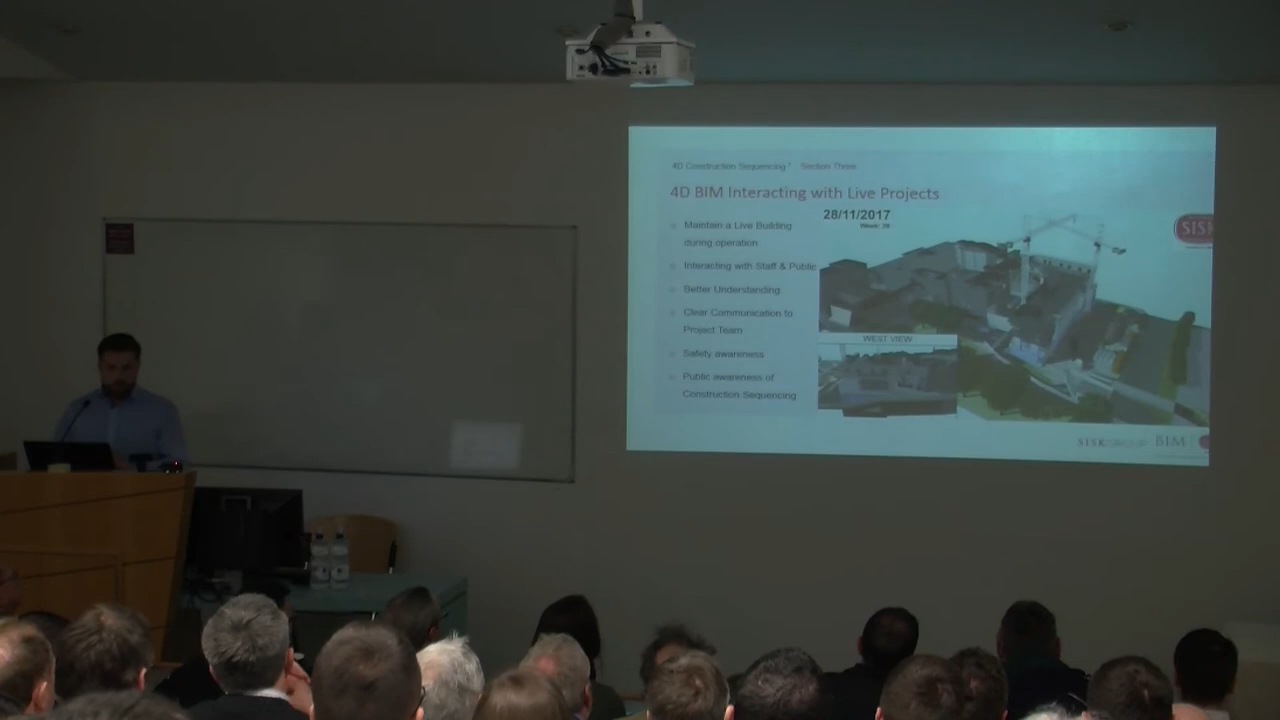 4D Construction Sequencing Section Three
4D BIM Interacting with Live Projects
28/11/2017
Maintain a Live Building
during operation.
Interacting with Staff & Public
Better Understanding
Clear Communication to
Project Team
WEST VIEW
Safety awareness
Public awareness of
Construction Sequencing
SISK
BIM